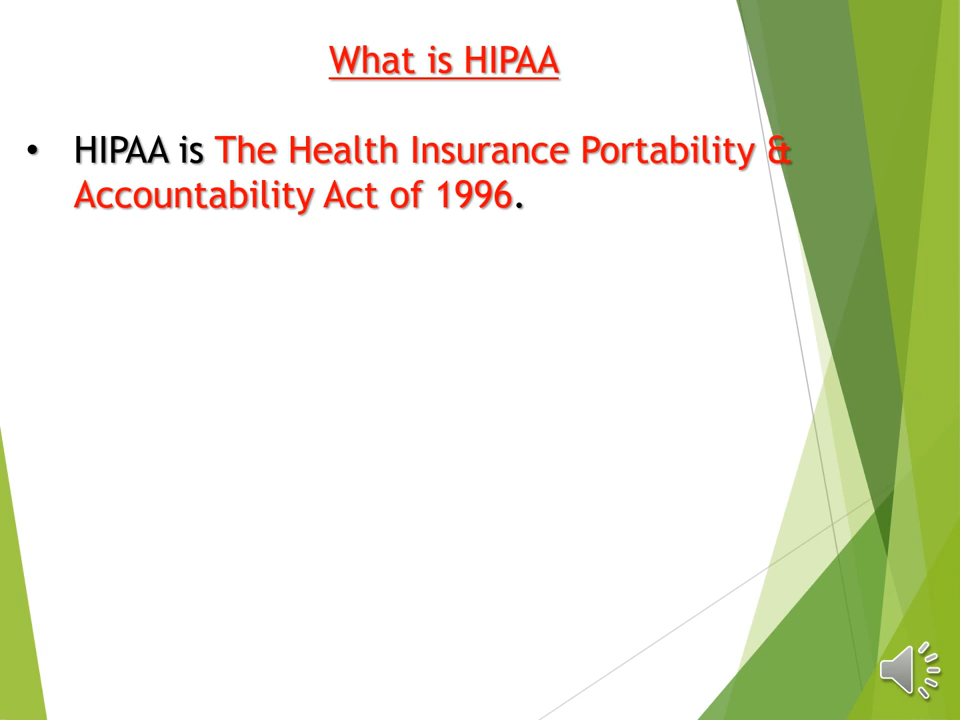 What is HIPAA
• HIPAA is The Health Insurance Portability &
Accountability Act of 1996.